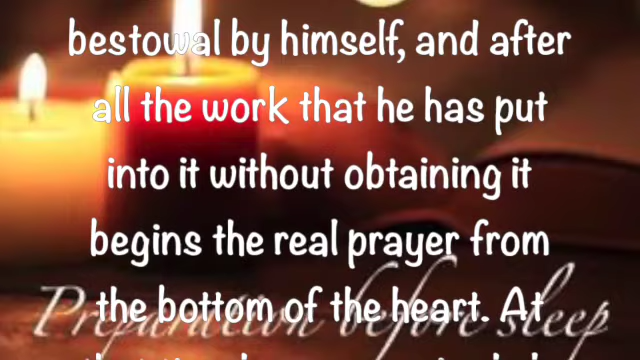 bestowal by himself, and after
all the work that he has put
into it without obtaining it
begins the real prayer from
the bottom of the heart. At
Preparation before sleep